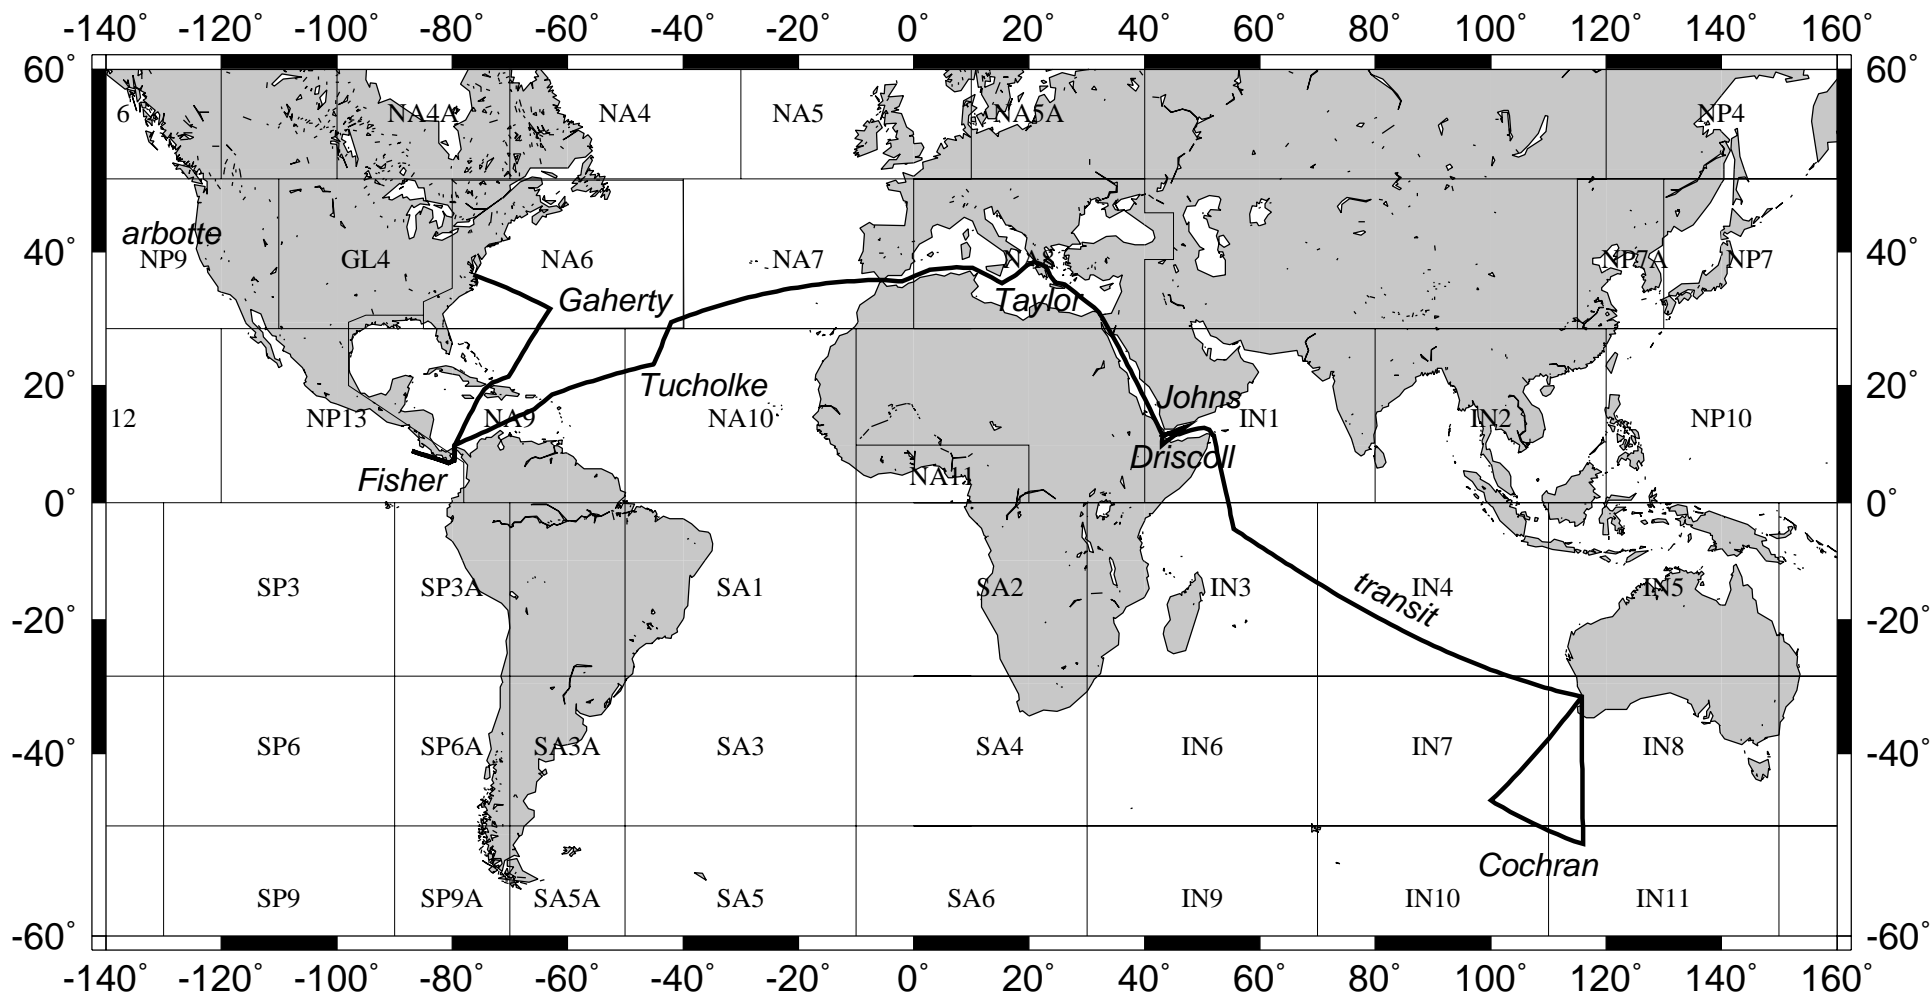 -140° -120° -100° -80° -60° -40° -20° 0 20° 40° 60° 80° 100° 120° 140° 160°
60° 60°
6 NA4A NA4 NA5 NA5A NP4
arbotte
40° 40°
NP9 GL4 NA6 NA7 NA8 NP7A NP7
Gaherty Taylor
20° 20°
Tucholke Johns
12 NP13 NA9 NA10 IN1 IN2 NP10
Driscoll
Fisher NA11
0° 0°
SP3 SP3A SA1 SA2 IN3 transit IN4 IN5
-20° -20°
SP6 SP6A SA3A SA3 SA4 IN6 IN7 IN8
-40° -40°
Cochran
SP9 SP9A SA5A SA5 SA6 IN9 IN10 IN11
-60° -60°
-140° -120° -100° -80° -60° -40° -20° 0° 20° 40° 60° 80° 100° 120° 140° 160°